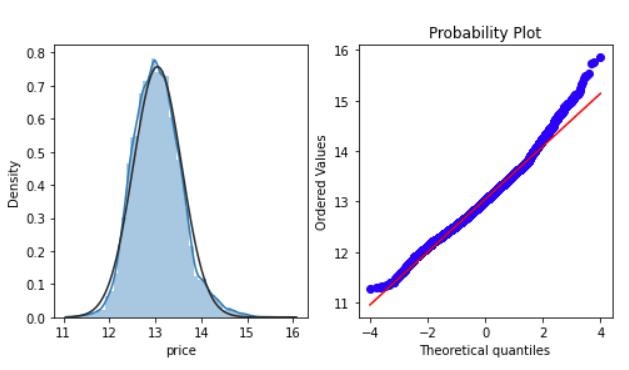 0.8
0.7
0.6
0.5
0.4
0.3
0.2
0.1
0.0
Density
11 12 13 14 15 16
price
Probability Plot
16
15
14
13
12
11
Ordered Values
−4 −2 0 2 4
Theoretical quantiles